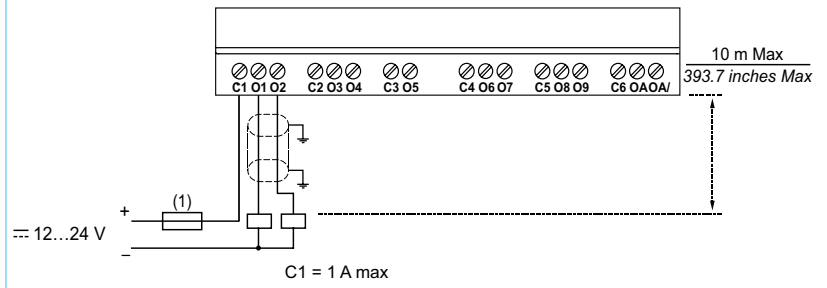 10 m Max
393.7 inches Max
C1 O1 O2 C2 O3 O4 C3 O5 C4 O6 O7 C5 O8 O9 C6 OA OA/
(1)
+
12...24 V
–
C1 = 1 A max